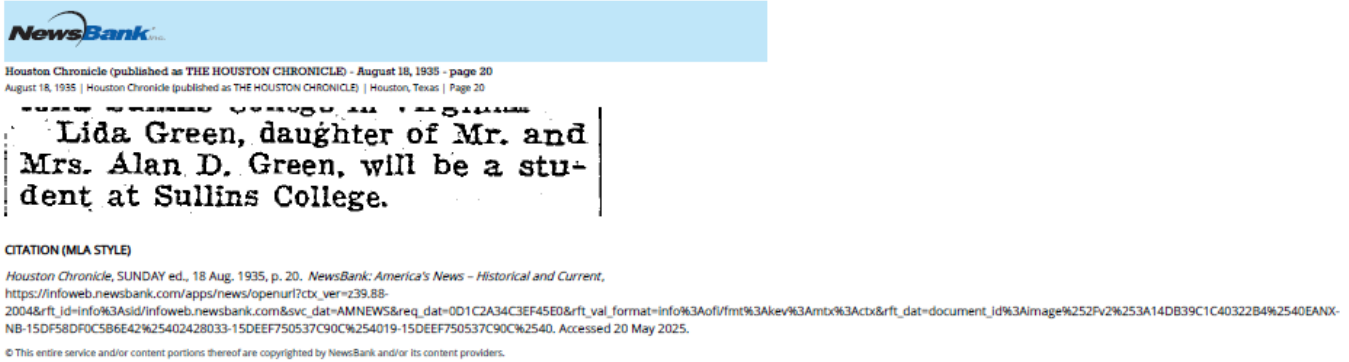 NewsBank inc.
Houston Chronicle (published as THE HOUSTON CHRONICLE) - August 18, 1935 - page 20
August 18, 1935 | Houston Chronicle (published as THE HOUSTON CHRONICLE) | Houston, Texas | Page 20
Lida Green, daughter of Mr. and
Mrs. Alan D. Green, will be a stu-
dent at Sullins College.
CITATION (MLA STYLE)
Houston Chronicle, SUNDAY ed., 18 Aug. 1935, p. 20. NewsBank: America's News – Historical and Current,
https://infoweb.newsbank.com/apps/news/openurl?ctx_ver=z39.88-
2004&rft_id=info%3Asid/infoweb.newsbank.com&svc_dat=AMNEWS&req_dat=0D1C2A34C3EF45E0&rft_val_format=info%3Aofi/fmt%3Akev%3Amtx%3Actx&rft_dat=document_id%3Aimage%252Fv2%253A14DB39C1C40322B4%2540EANX-
NB-15DF58DF0C5B6E42%25402428033-15DEEF750537C90C%254019-15DEEF750537C90C%2540. Accessed 20 May 2025.
© This entire service and/or content portions thereof are copyrighted by NewsBank and/or its content providers.